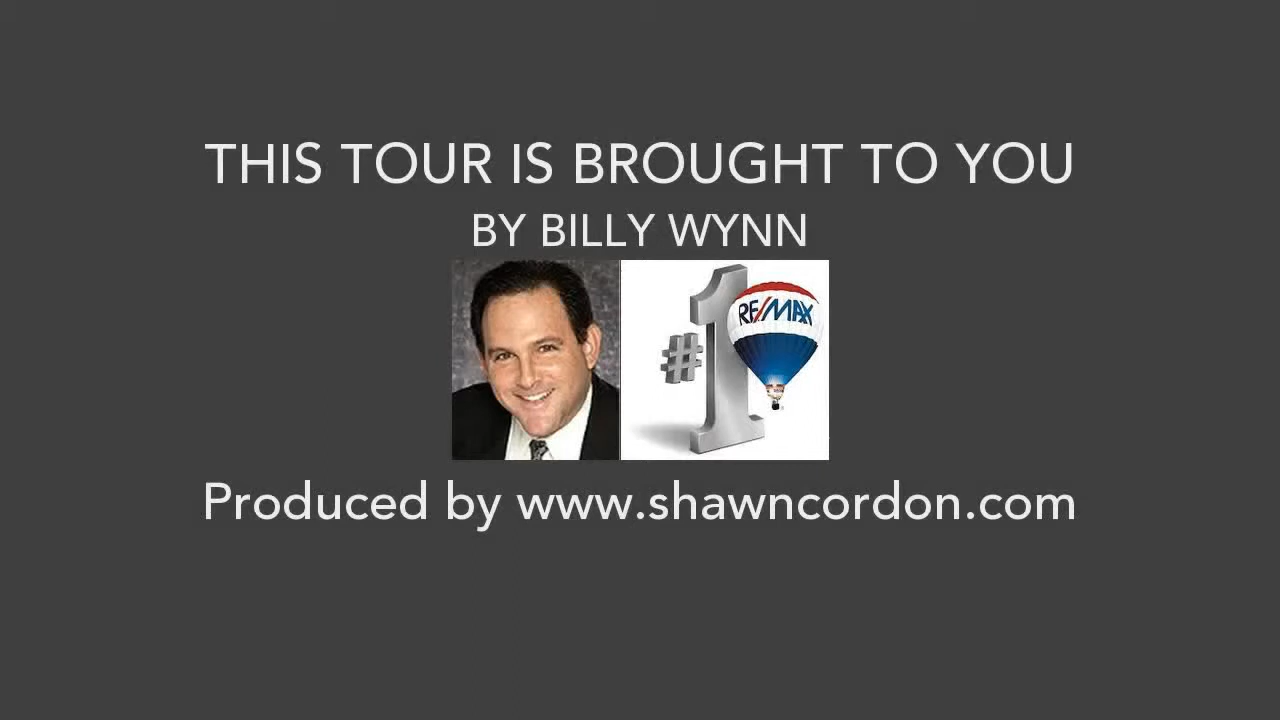 THIS TOUR IS BROUGHT TO YOU
BY BILLY WYNN
#1
RE/MAX
Produced by www.shawncordon.com